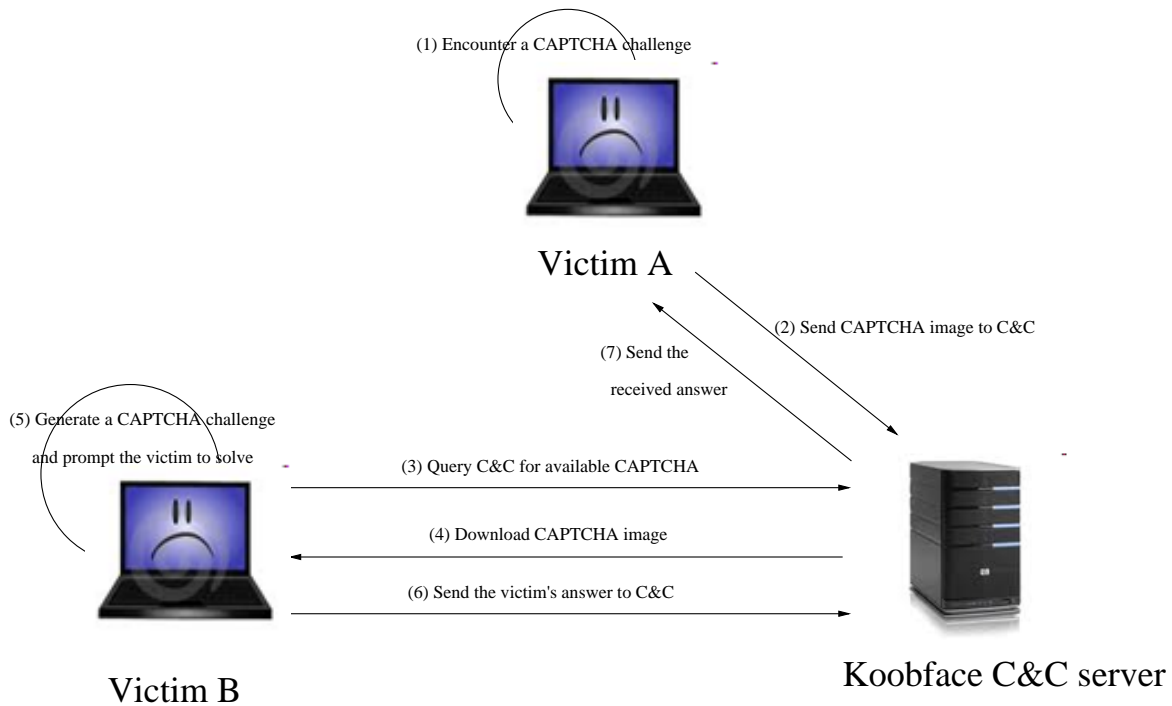 (1) Encounter a CAPTCHA challenge
Victim A
(2) Send CAPTCHA image to C&C
(7) Send the
received answer
(5) Generate a CAPTCHA challenge
and prompt the victim to solve
(3) Query C&C for available CAPTCHA
(4) Download CAPTCHA image
(6) Send the victim's answer to C&C
Victim B
Koobface C&C server